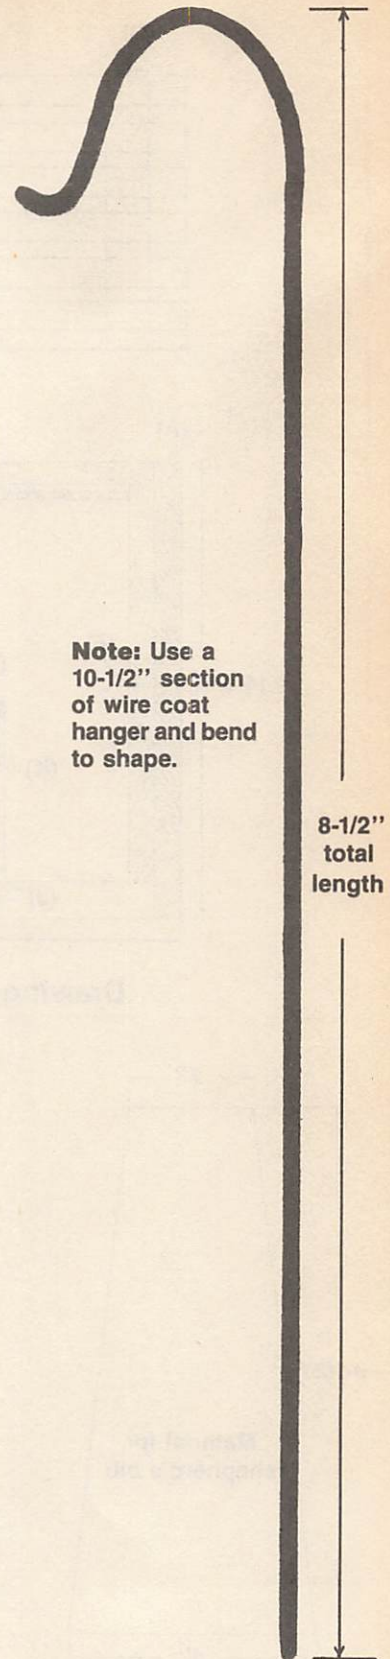 Note: Use a
10-1/2’’ section
of wire coat
hanger and bend
to shape.
8-1/2’’
total
length